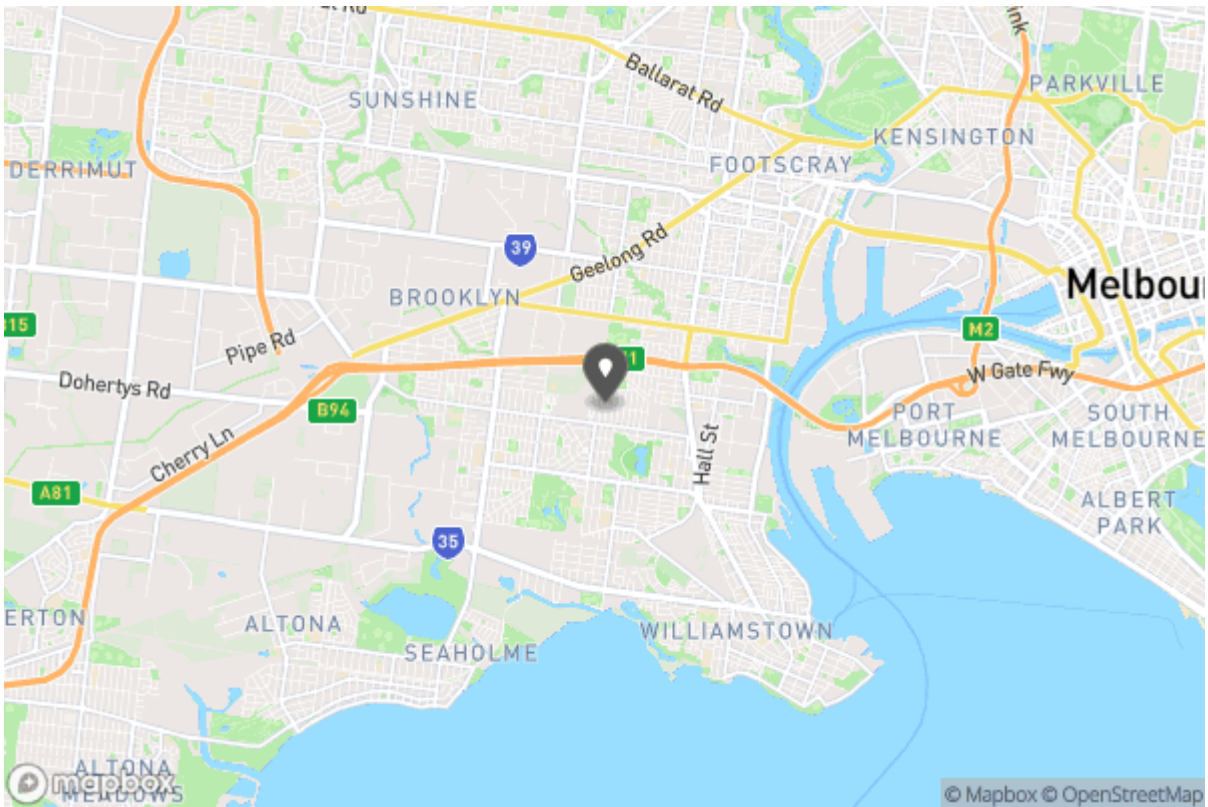 Ballarat Rd
PARKVILLE
SUNSHINE
KENSINGTON
DERRIMUT
FOOTSCRAY
39
Geelong Rd
BROOKLYN
Melbour
M2
Pipe Rd
Dohertys Rd
W Gate Fwy
B94
PORT
MELBOURNE
SOUTH
MELBOURNE
Cherry Ln
Hall St
A81
ALBERT
PARK
35
ERTON
ALTONA
WILLIAMSTOWN
SEAHOLME
ALTONA
MEADOWS
mapbox
© Mapbox © OpenStreetMap